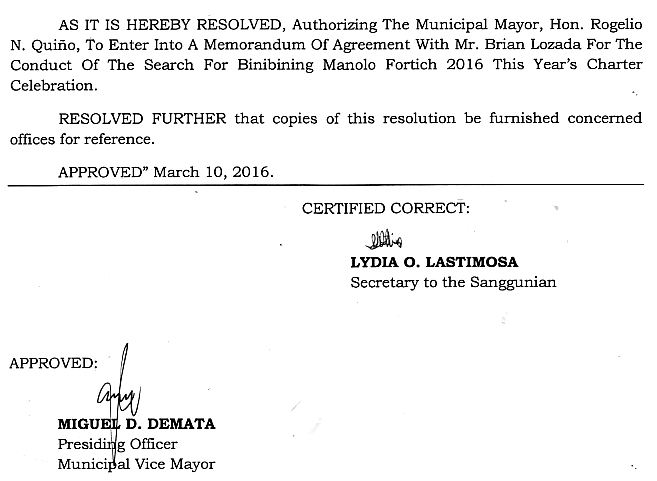 AS IT IS HEREBY RESOLVED, Authorizing The Municipal Mayor, Hon. Rogelio
N. Quiño, To Enter Into A Memorandum Of Agreement With Mr. Brian Lozada For The
Conduct Of The Search For Binibining Manolo Fortich 2016 This Year's Charter
Celebration.
RESOLVED FURTHER that copies of this resolution be furnished concerned
offices for reference.
APPROVED" March 10, 2016.
CERTIFIED CORRECT:
LYDIA O. LASTIMOSA
Secretary to the Sanggunian
APPROVED:
MIGUEL D. DEMATA
Presiding Officer
Municipal Vice Mayor